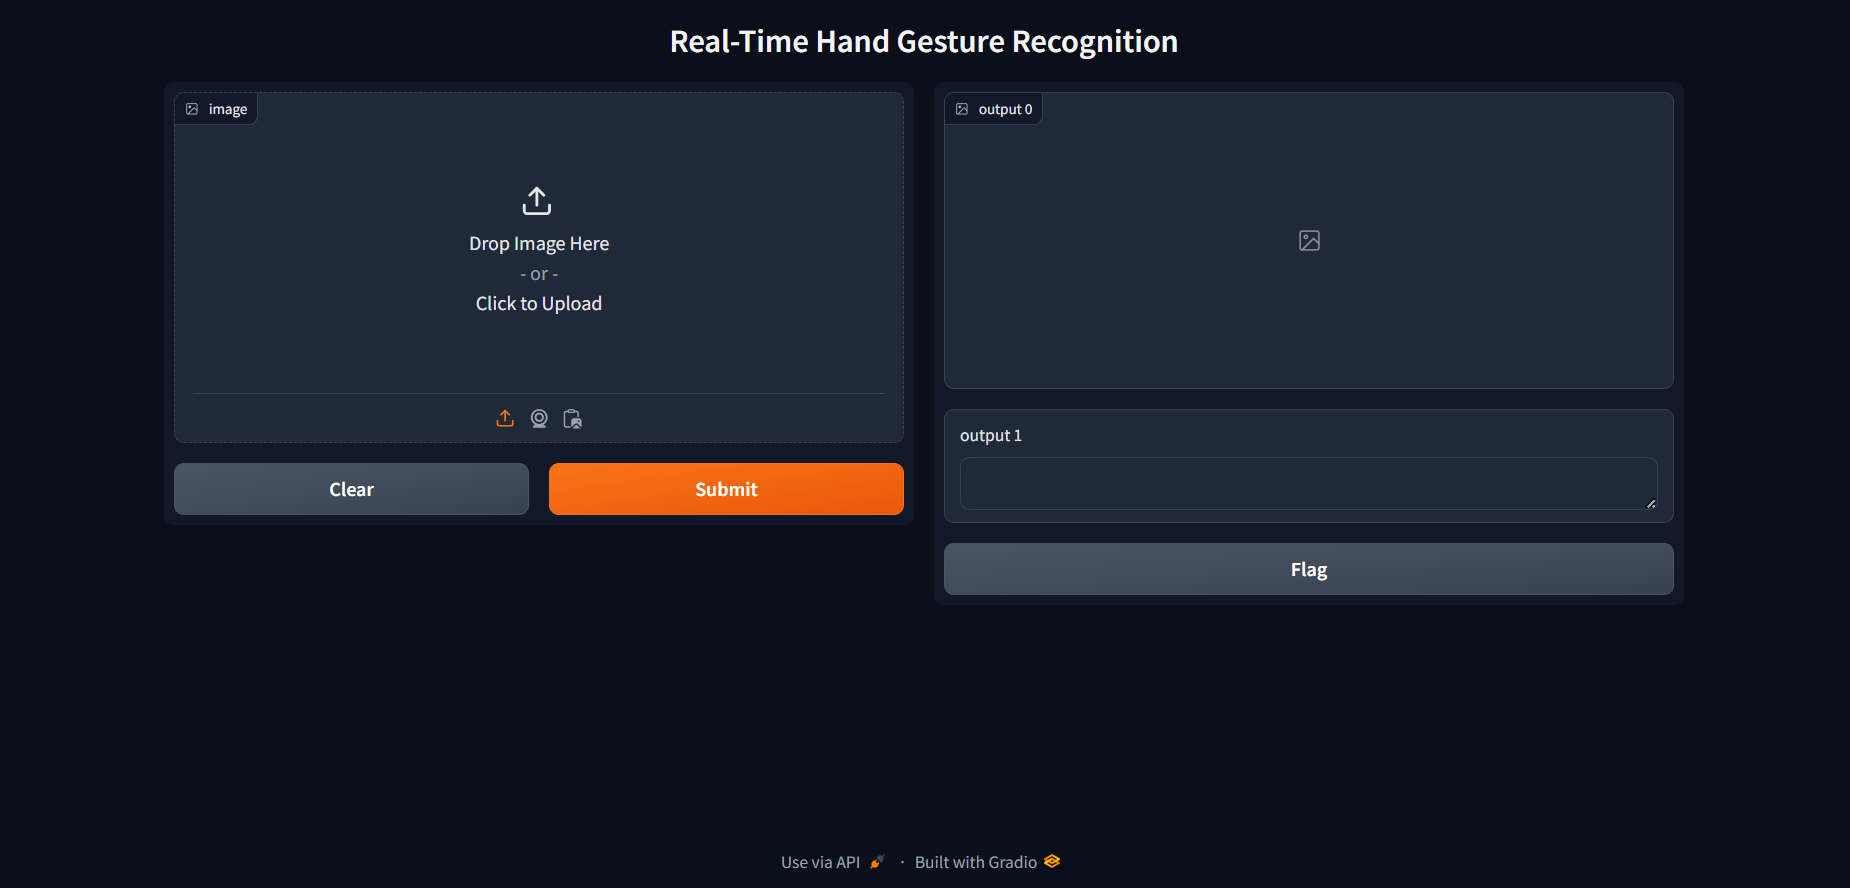 Real-Time Hand Gesture Recognition
image
Drop Image Here
- or -
Click to Upload
Clear
Submit
output 0
output 1
Flag
Use via API · Built with Gradio